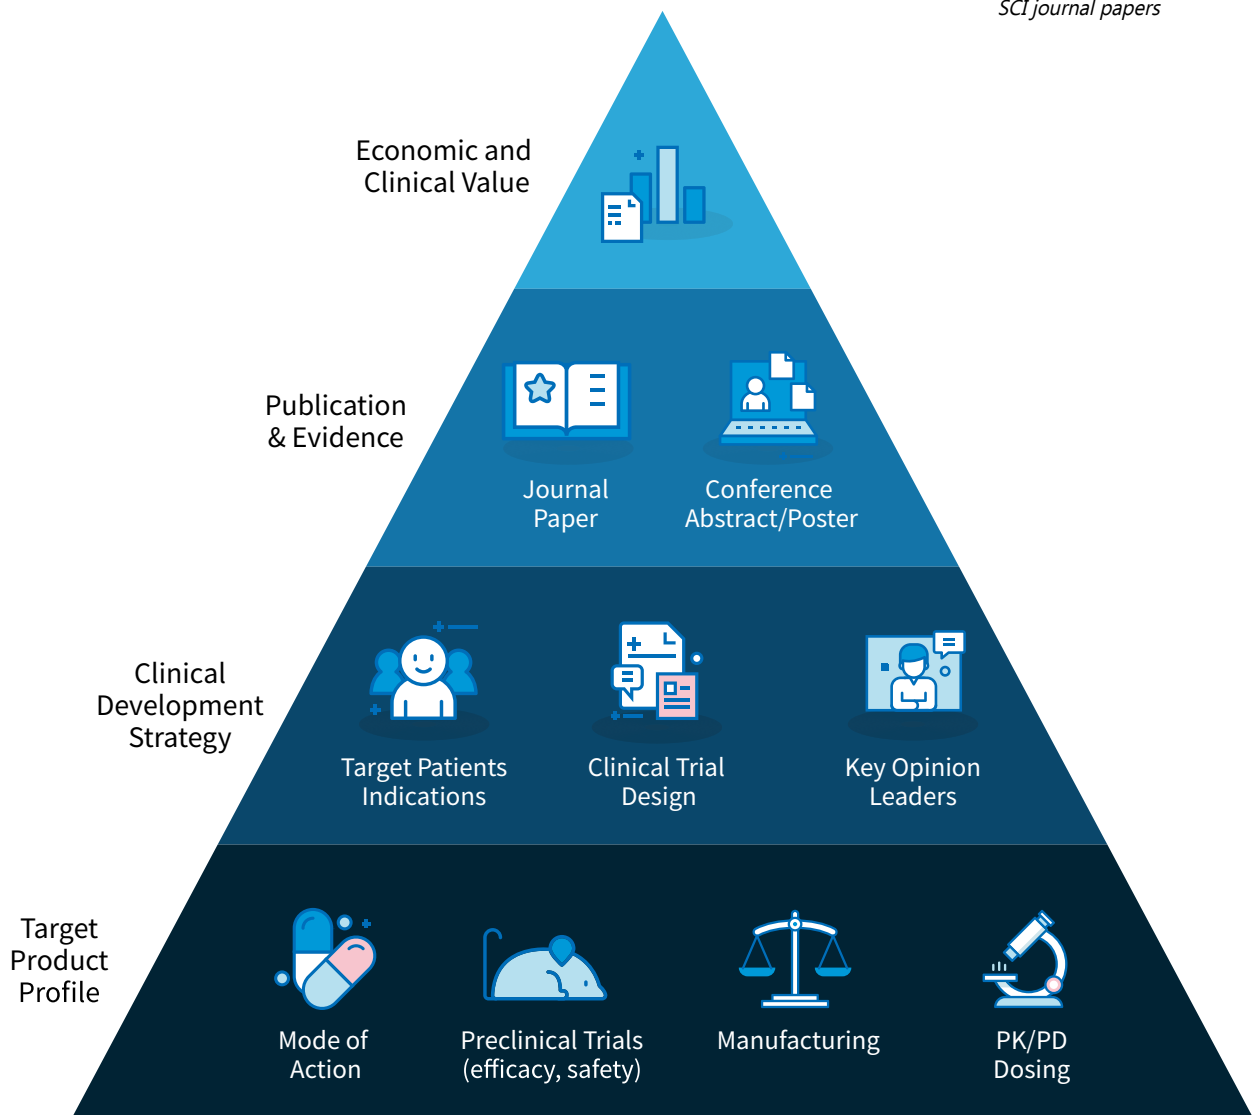 SCI journal papers
Economic and
Clinical Value
Publication
& Evidence
Journal
Paper
Conference
Abstract/Poster
Clinical
Development
Strategy
Target Patients
Indications
Clinical Trial
Design
Key Opinion
Leaders
Target
Product
Profile
Mode of
Action
Preclinical Trials
(efficacy, safety)
Manufacturing
PK/PD
Dosing